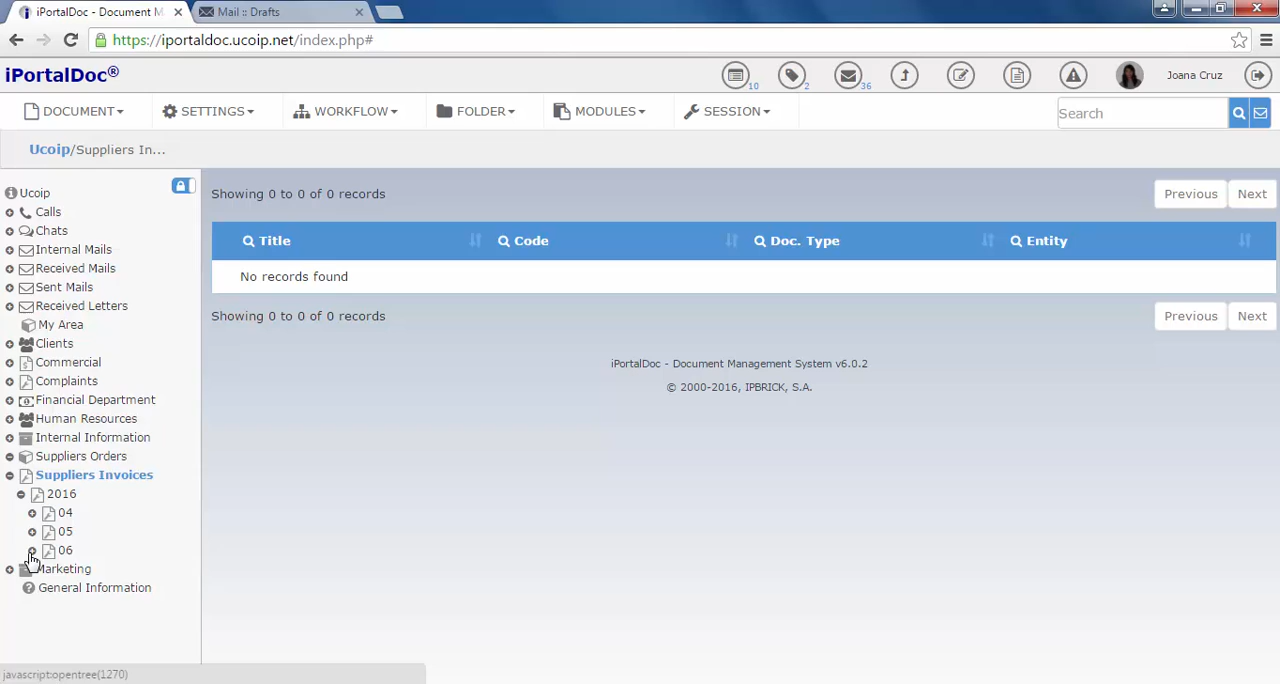 iPortalDoc - Document M
Mail :: Drafts
https://iportaldoc.ucoip.net/index.php#
iPortalDoc®
10
2
36
Joana Cruz
DOCUMENT
SETTINGS
WORKFLOW
FOLDER
MODULES
SESSION
Search
Ucoip/Suppliers In...
Ucoip
Calls
Chats
Internal Mails
Received Mails
Sent Mails
Received Letters
My Area
Clients
Commercial
Complaints
Financial Department
Human Resources
Internal Information
Suppliers Orders
Suppliers Invoices
2016
04
05
06
Marketing
General Information
Showing 0 to 0 of 0 records
Previous
Next
Title
Code
Doc. Type
Entity
No records found
Showing 0 to 0 of 0 records
Previous
Next
iPortalDoc - Document Management System v6.0.2
© 2000-2016, IPBRICK, S.A.
javascript:opentree(1270)